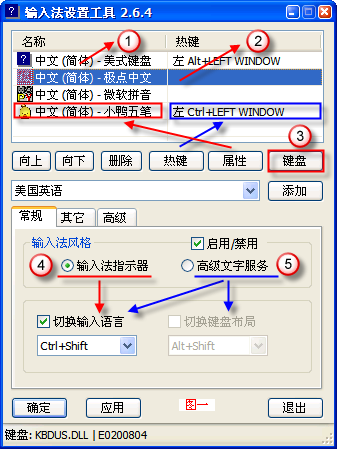 输入法设置工具 2.6.4
1 2
名称 热键
中文 (简体) - 美式键盘 左 Alt+LEFT WINDOW
中文 (简体) - 极点中文
中文 (简体) - 微软拼音
中文 (简体) - 小鸭五笔 左 Ctrl+LEFT WINDOW
3
向上 向下 删除 热键 属性 键盘
美国英语 添加
常规 其它 高级
输入法风格 启用/禁用
4 输入法指示器 高级文字服务 5
切换输入语言 切换键盘布局
Ctrl+Shift Alt+Shift
确定 应用 图一 退出
键盘: KBDUS.DLL | E0200804